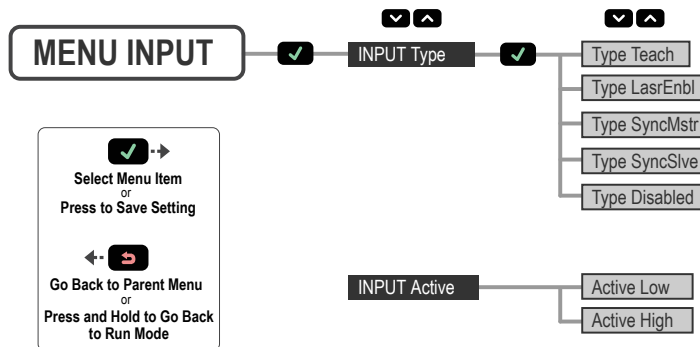 MENU INPUT
INPUT Type
Type Teach
Type LasrEnbl
Type SyncMstr
Type SyncSlve
Type Disabled
Select Menu Item
or
Press to Save Setting
Go Back to Parent Menu
or
Press and Hold to Go Back
to Run Mode
INPUT Active
Active Low
Active High